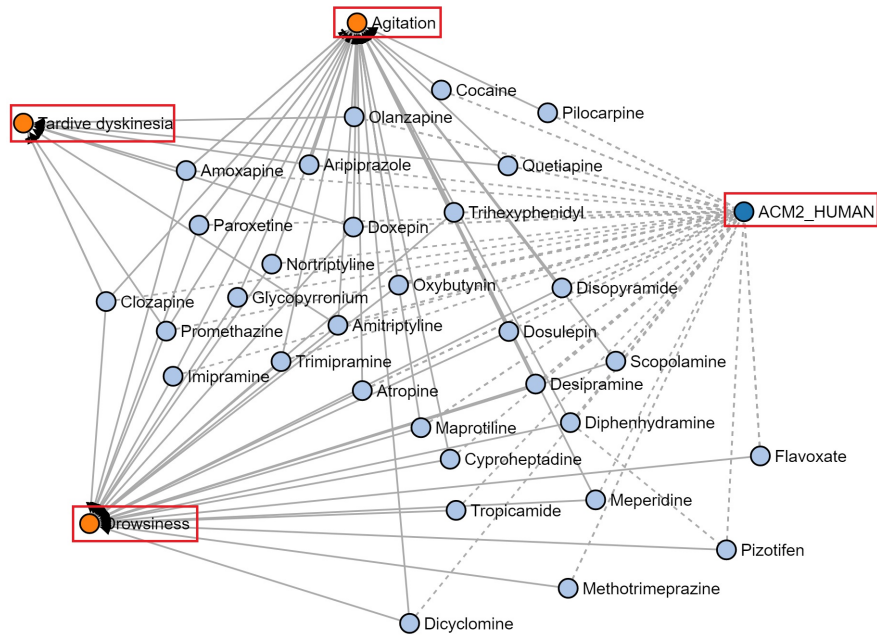 Agitation
Cocaine
Pilocarpine
Olanzapine
Tardive dyskinesia
Amoxapine
Aripiprazole
Quetiapine
Trihexyphenidyl
ACM2_HUMAN
Paroxetine
Doxepin
Nortriptyline
Oxybutynin
Disopyramide
Clozapine
Glycopyrronium
Promethazine
Amitriptyline
Dosulepin
Trimipramine
Scopolamine
Imipramine
Atropine
Desipramine
Maprotiline
Diphenhydramine
Cyproheptadine
Flavoxate
Meperidine
Tropicamide
Drowsiness
Pizotifen
Methotrimeprazine
Dicyclomine